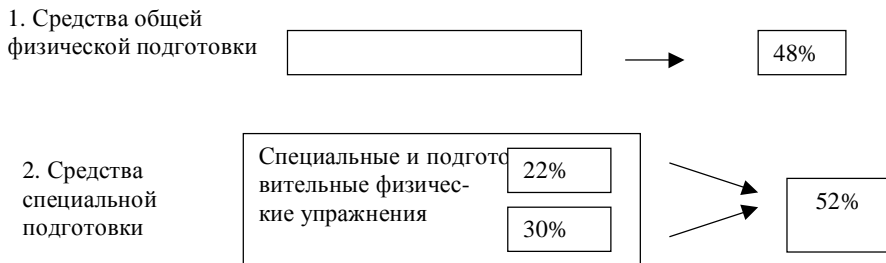 1. Средства общей
физической подготовки
48%
2. Средства
специальной
подготовки
Специальные и подгото
вительные физичес-
кие упражнения
22%
30%
52%